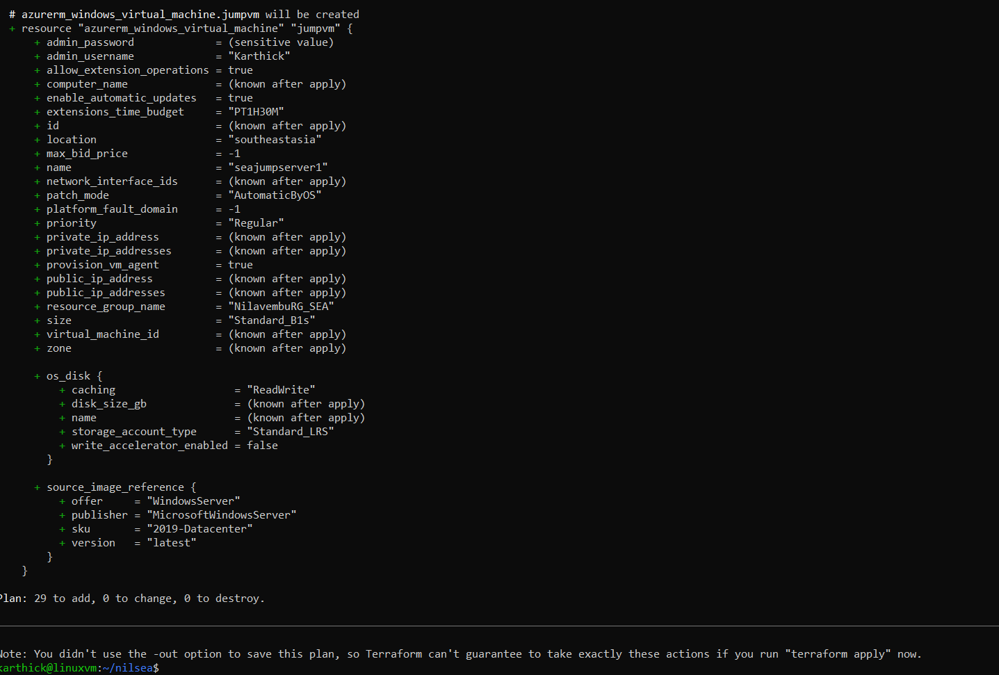 # azurerm_windows_virtual_machine.jumpvm will be created
+ resource "azurerm_windows_virtual_machine" "jumpvm" {
+ admin_password = (sensitive value)
+ admin_username = "Karthick"
+ allow_extension_operations = true
+ computer_name = (known after apply)
+ enable_automatic_updates = true
+ extensions_time_budget = "PT1H30M"
+ id = (known after apply)
+ location = "southeastasia"
+ max_bid_price = -1
+ name = "seajumpserver1"
+ network_interface_ids = (known after apply)
+ patch_mode = "AutomaticByOS"
+ platform_fault_domain = -1
+ priority = "Regular"
+ private_ip_address = (known after apply)
+ private_ip_addresses = (known after apply)
+ provision_vm_agent = true
+ public_ip_address = (known after apply)
+ public_ip_addresses = (known after apply)
+ resource_group_name = "NilavembuRG_SEA"
+ size = "Standard_B1s"
+ virtual_machine_id = (known after apply)
+ zone = (known after apply)
+ os_disk {
+ caching = "ReadWrite"
+ disk_size_gb = (known after apply)
+ name = (known after apply)
+ storage_account_type = "Standard_LRS"
+ write_accelerator_enabled = false
}
+ source_image_reference {
+ offer = "WindowsServer"
+ publisher = "MicrosoftWindowsServer"
+ sku = "2019-Datacenter"
+ version = "latest"
}
}
Plan: 29 to add, 0 to change, 0 to destroy.
Note: You didn't use the -out option to save this plan, so Terraform can't guarantee to take exactly these actions if you run "terraform apply" now.
karthick@linuxvm:~/nilsea$